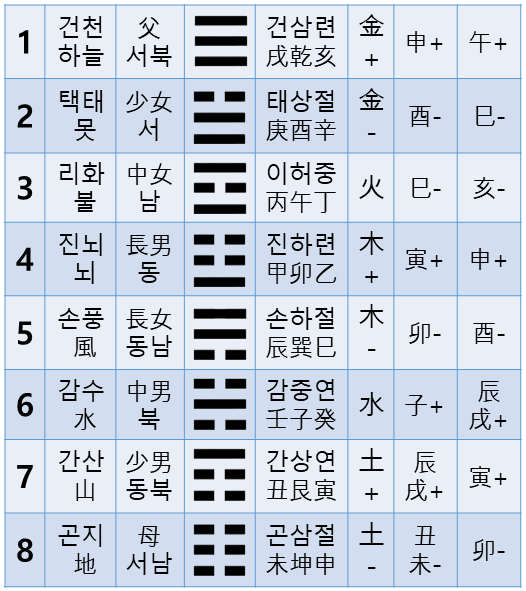 1 건천 父 건삼련 金 申+ 午+
하늘 서북 戌乾亥 +
2 택태 少女 태상절 金 酉- 巳-
못 서 庚酉辛 -
3 리화 中女 이허중 火 巳- 亥-
불 남 丙午丁
4 진뇌 長男 진하련 木 寅+ 申+
뇌 동 甲卯乙 +
5 손풍 長女 손하절 木 卯- 酉-
風 동남 辰巽巳 -
6 감수 中男 감중연 水 子+ 辰
水 북 壬子癸 戌+
7 간산 少男 간상연 土 辰 寅+
山 동북 丑艮寅 + 戌+
8 곤지 母 곤삼절 土 丑 卯-
地 서남 未坤申 - 未-